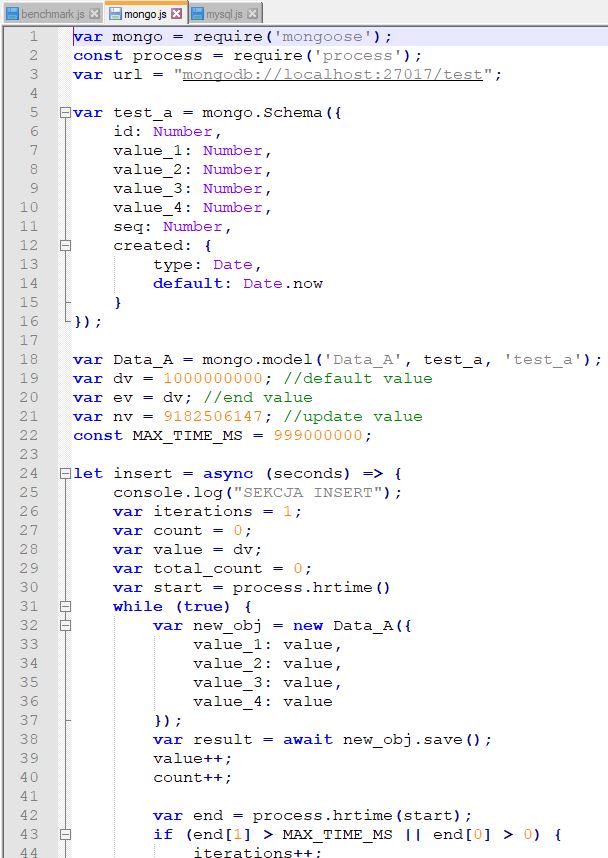 benchmark.js mongo.js mysql.js
1 var mongo = require('mongoose');
2 const process = require('process');
3 var url = "mongodb://localhost:27017/test";
4
5 var test_a = mongo.Schema({
6     id: Number,
7     value_1: Number,
8     value_2: Number,
9     value_3: Number,
10     value_4: Number,
11     seq: Number,
12     created: {
13         type: Date,
14         default: Date.now
15     }
16 });
17
18 var Data_A = mongo.model('Data_A', test_a, 'test_a');
19 var dv = 1000000000; //default value
20 var ev = dv; //end value
21 var nv = 9182506147; //update value
22 const MAX_TIME_MS = 999000000;
23
24 let insert = async (seconds) => {
25     console.log("SEKCJA INSERT");
26     var iterations = 1;
27     var count = 0;
28     var value = dv;
29     var total_count = 0;
30     var start = process.hrtime()
31     while (true) {
32         var new_obj = new Data_A({
33             value_1: value,
34             value_2: value,
35             value_3: value,
36             value_4: value
37         });
38         var result = await new_obj.save();
39         value++;
40         count++;
41
42         var end = process.hrtime(start);
43         if (end[1] > MAX_TIME_MS || end[0] > 0) {
44             iterations++;